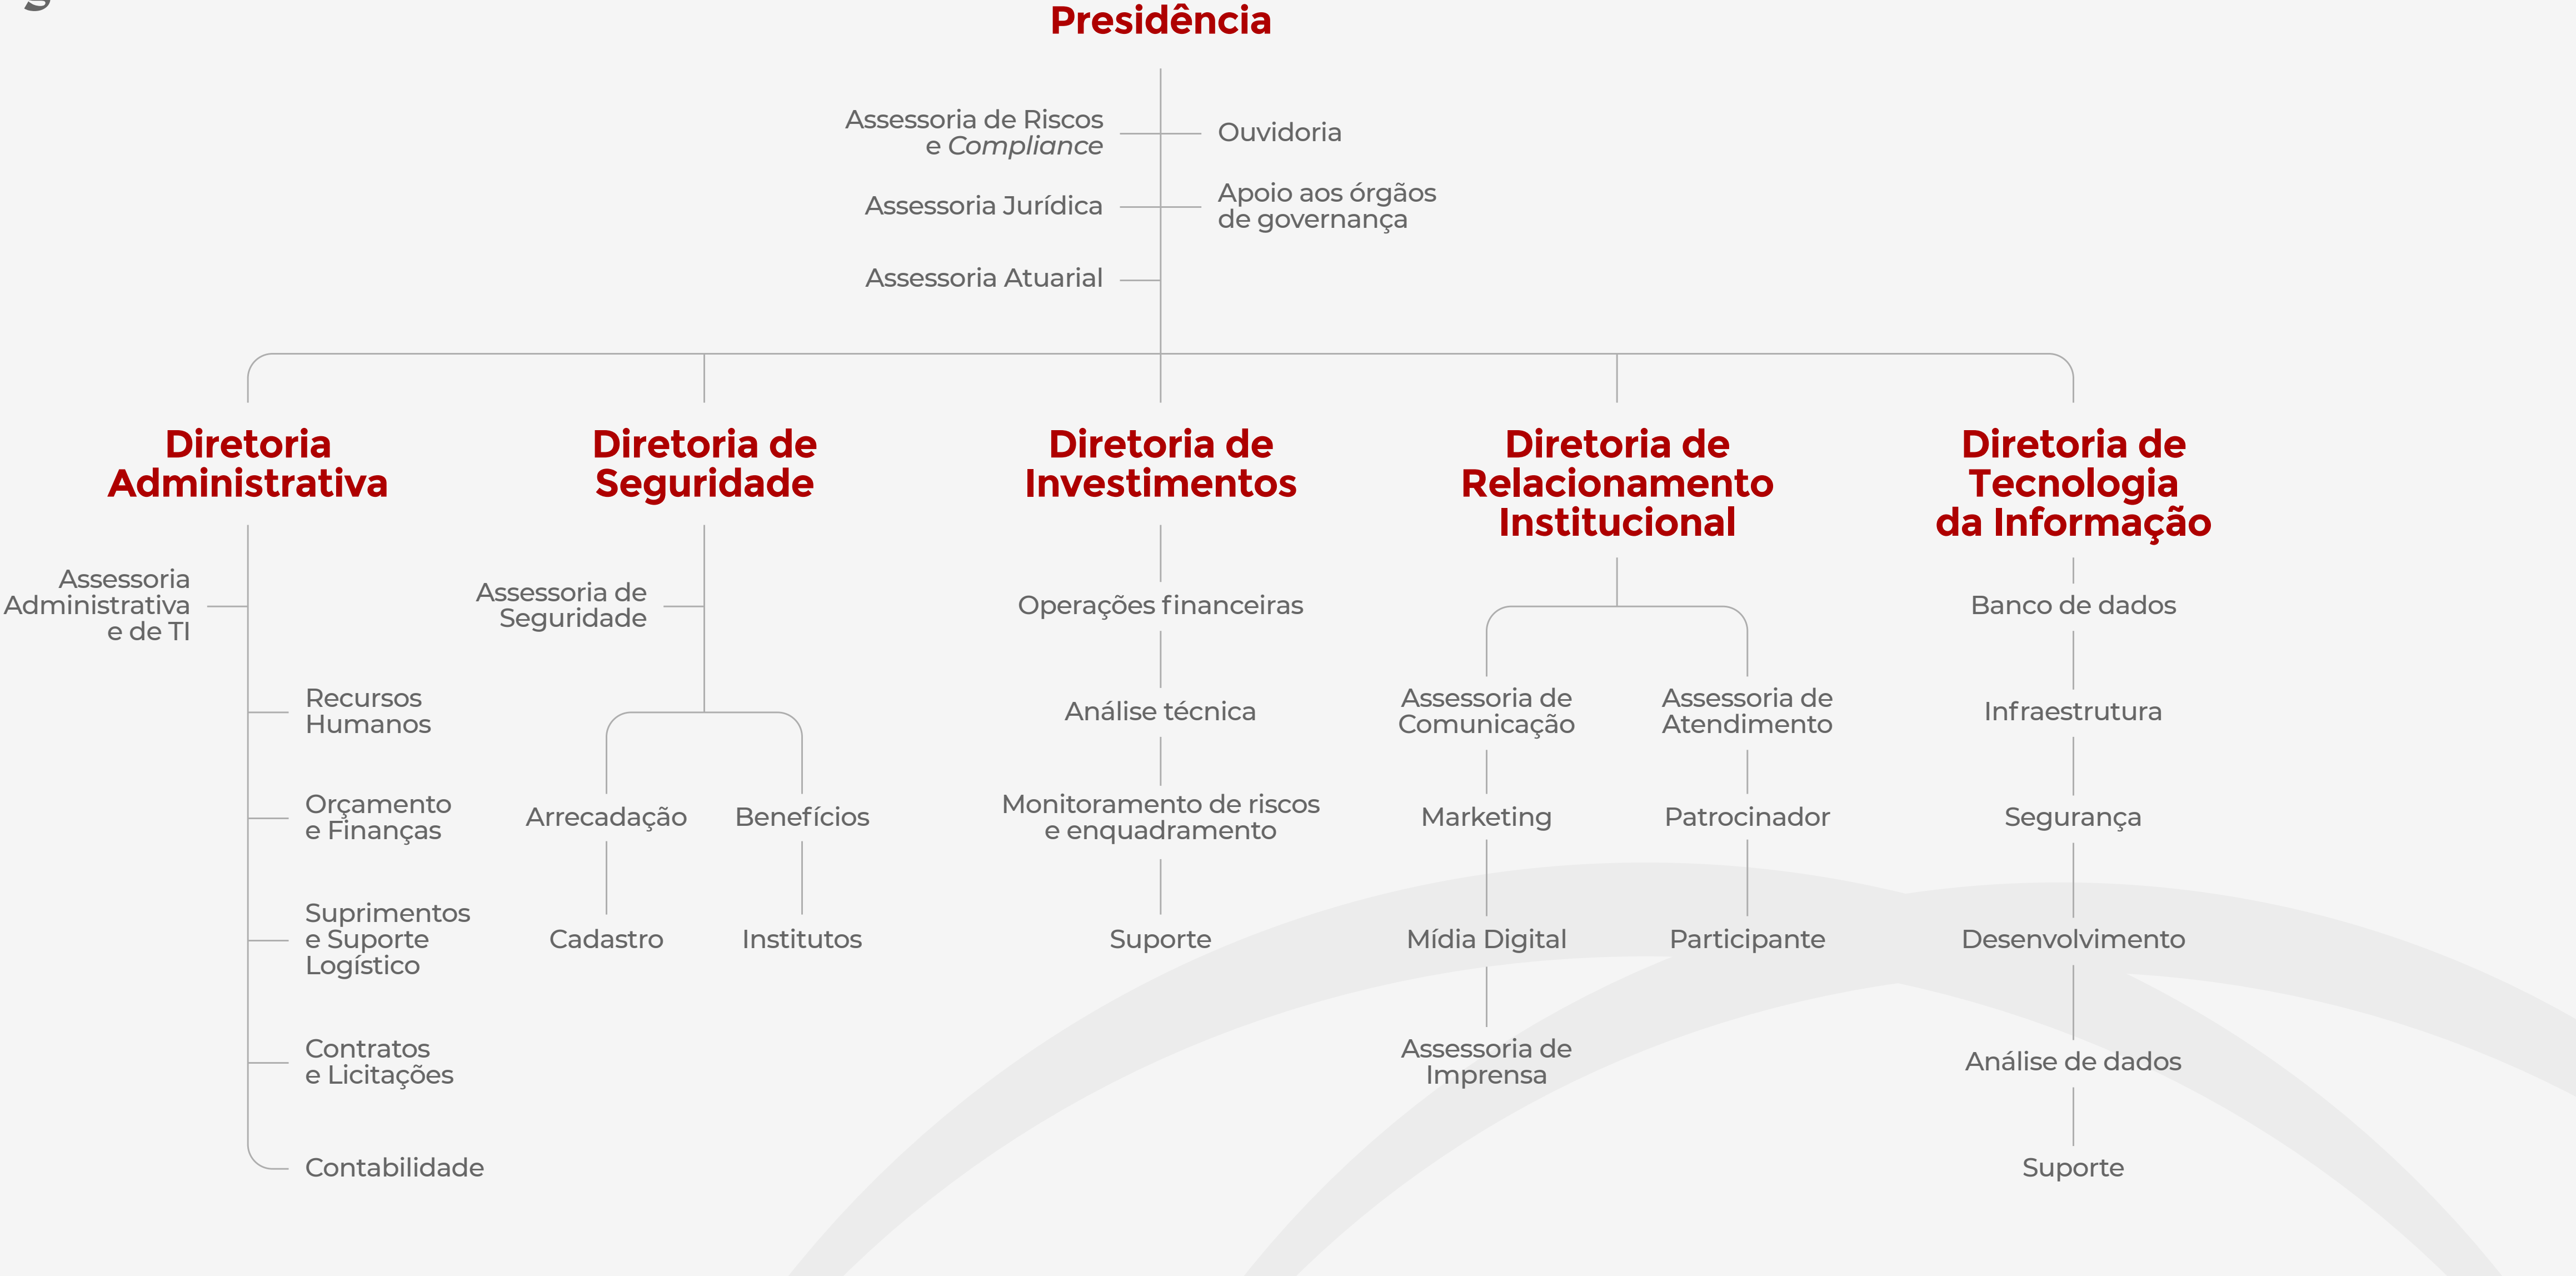 Presidência
Assessoria de Riscos
e Compliance
Ouvidoria
Assessoria Jurídica
Apoio aos órgãos
de governança
Assessoria Atuarial
Diretoria
Administrativa
Assessoria
Administrativa
e de TI
Recursos
Humanos
Orçamento
e Finanças
Suprimentos
e Suporte
Logístico
Contratos
e Licitações
Contabilidade
Diretoria de
Seguridade
Assessoria de
Seguridade
Arrecadação
Cadastro
Benefícios
Institutos
Diretoria de
Investimentos
Operações financeiras
Análise técnica
Monitoramento de riscos
e enquadramento
Suporte
Diretoria de
Relacionamento
Institucional
Assessoria de
Comunicação
Marketing
Mídia Digital
Assessoria de
Imprensa
Assessoria de
Atendimento
Patrocinador
Participante
Diretoria de
Tecnologia
da Informação
Banco de dados
Infraestrutura
Segurança
Desenvolvimento
Análise de dados
Suporte